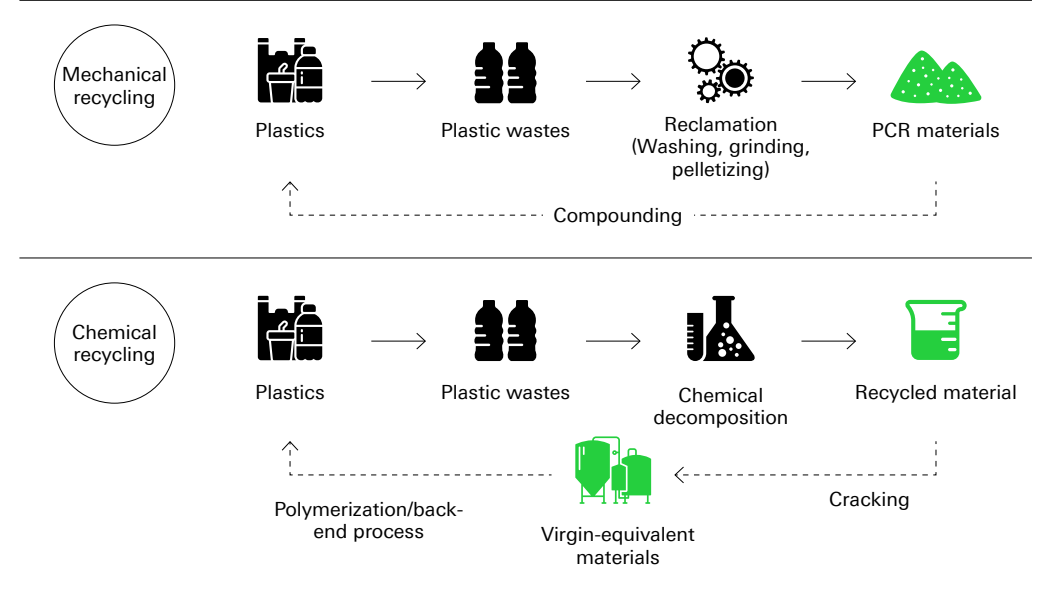 Mechanical
recycling
Plastics
Plastic wastes
Reclamation
(Washing, grinding,
pelletizing)
PCR materials
Compounding
Chemical
recycling
Plastics
Plastic wastes
Chemical
decomposition
Recycled material
Polymerization/back-
end process
Virgin-equivalent
materials
Cracking